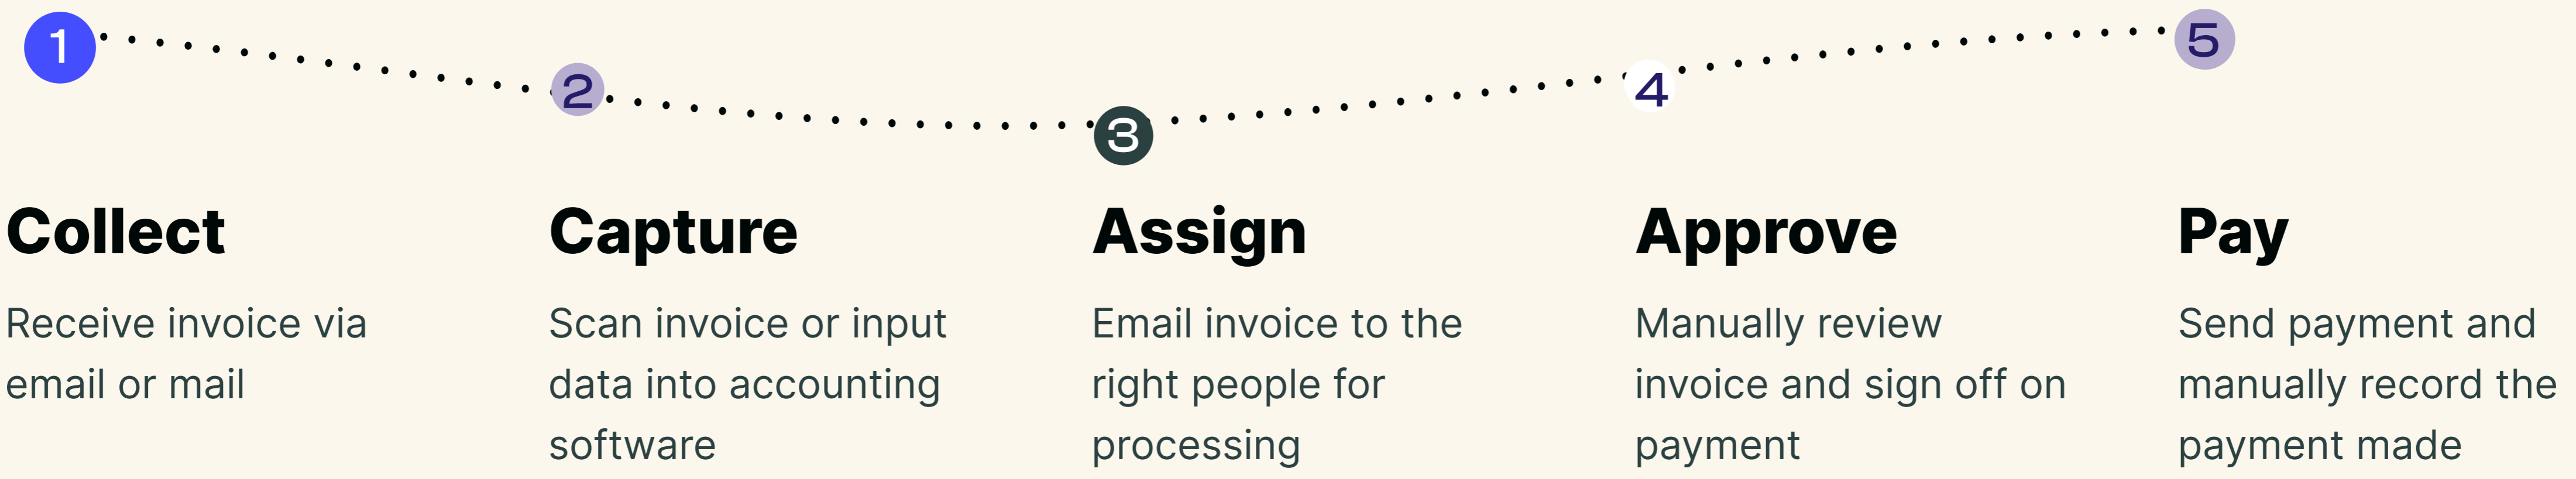 1
2
3
4
5
Collect
Receive invoice via
email or mail
Capture
Scan invoice or input
data into accounting
software
Assign
Email invoice to the
right people for
processing
Approve
Manually review
invoice and sign off on
payment
Pay
Send payment and
manually record the
payment made